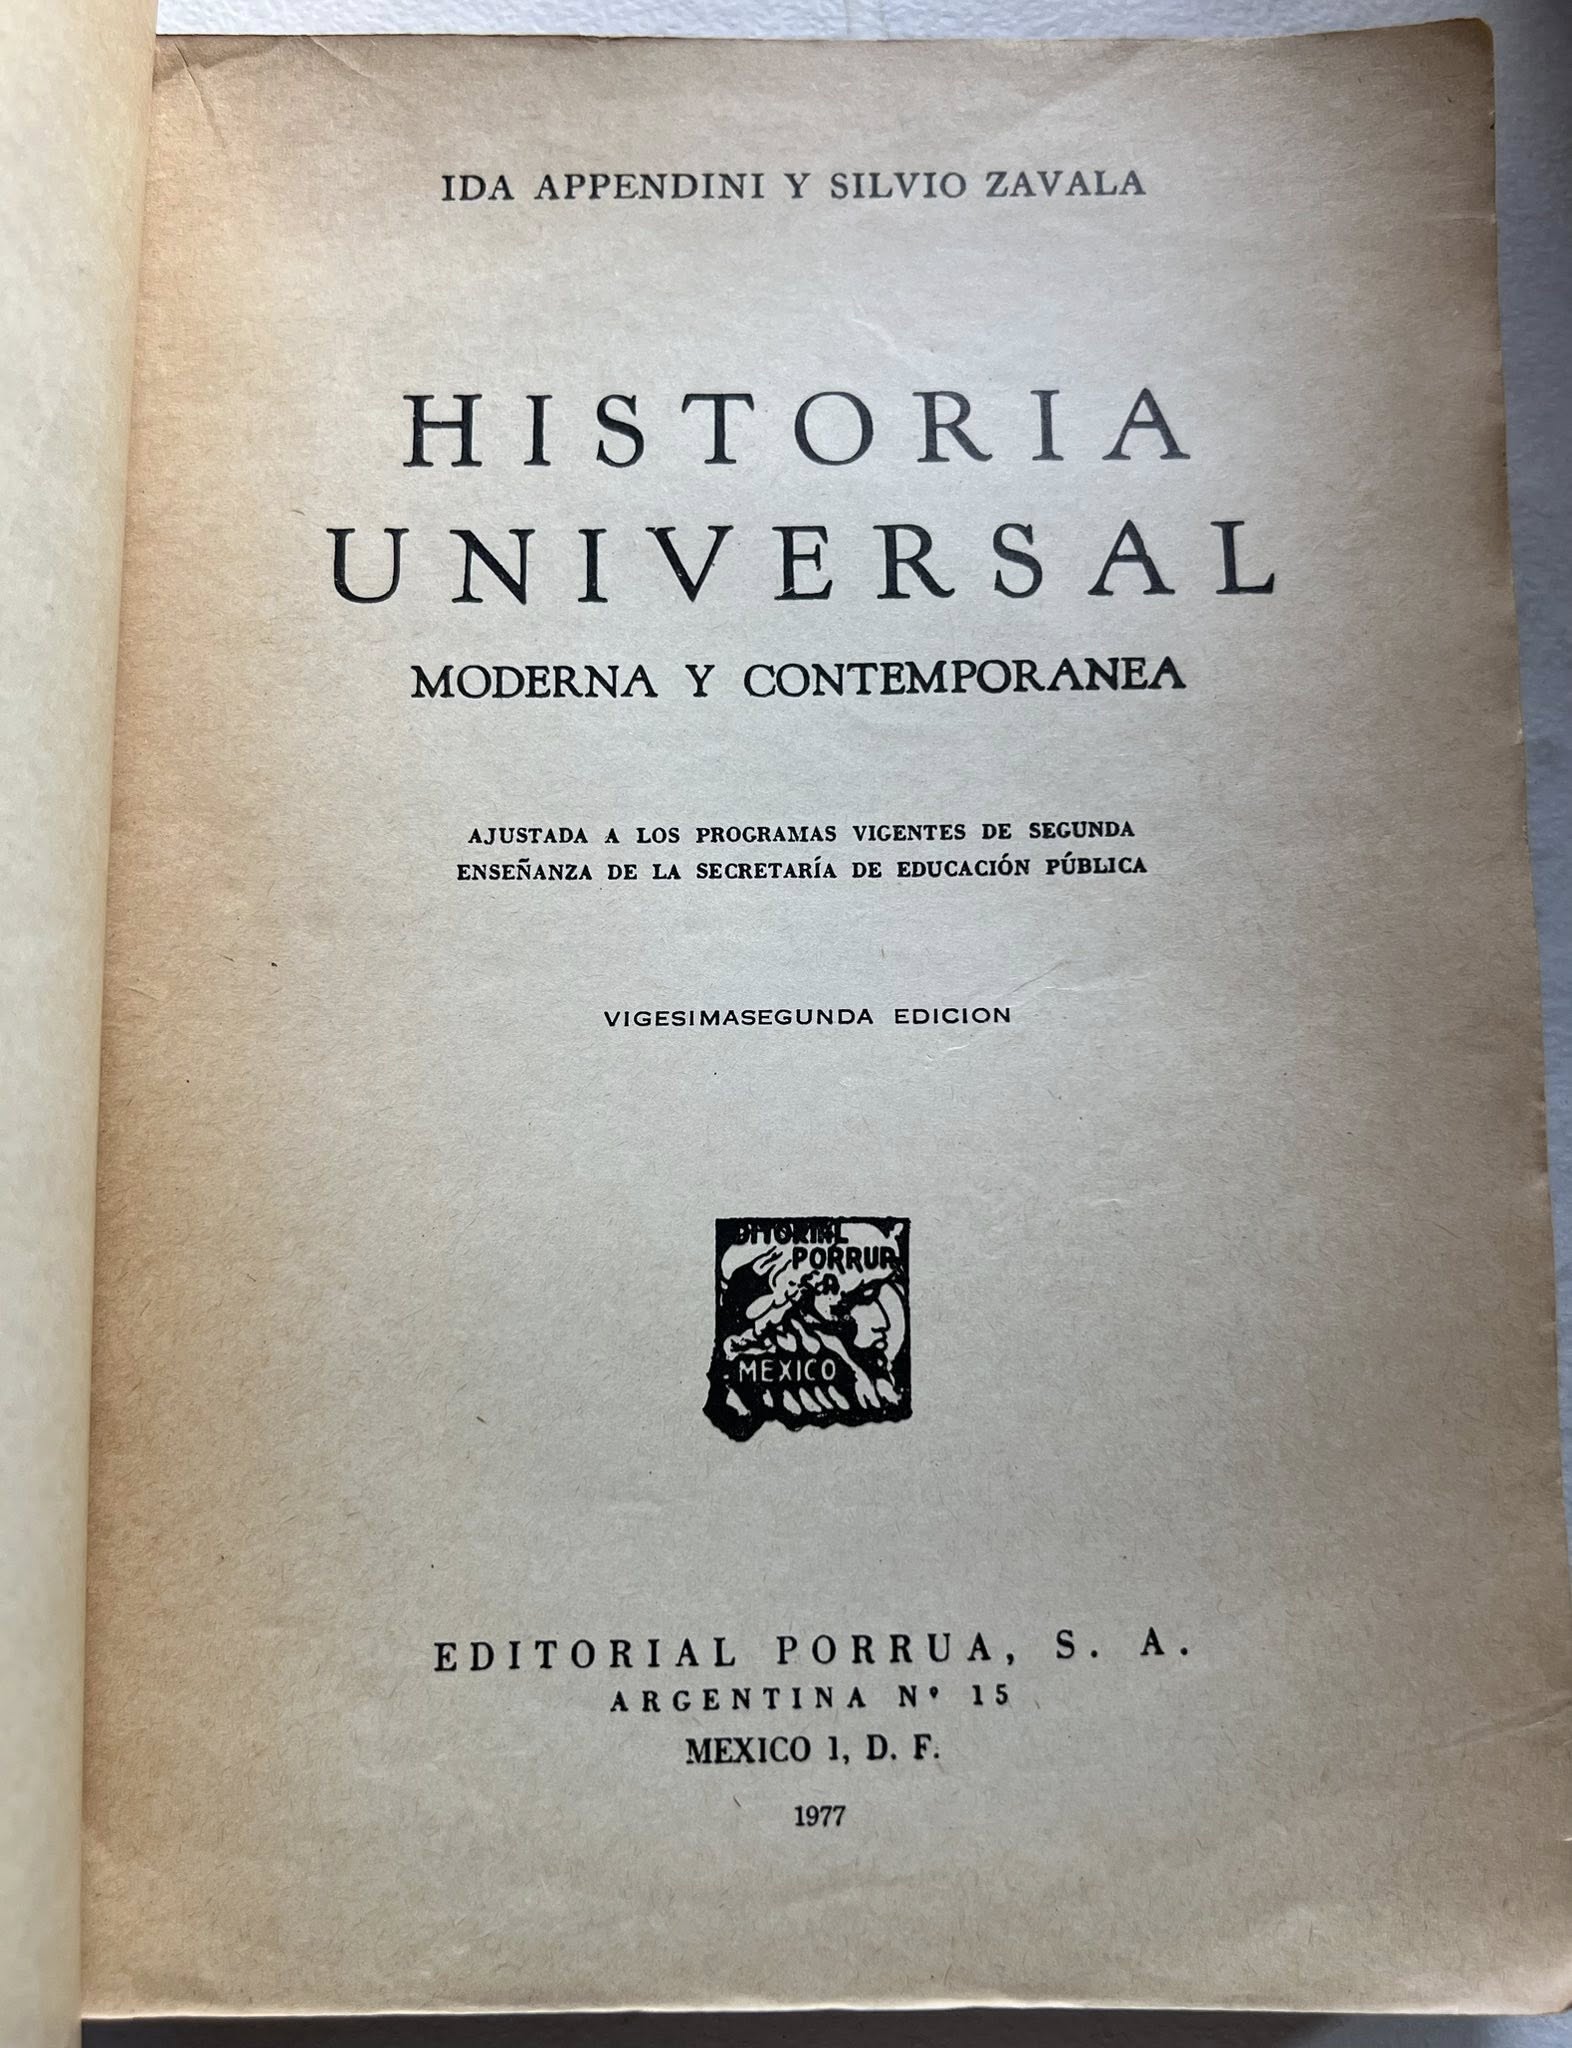 IDA APPENDINI Y SILVIO ZAVALA
HISTORIA
UNIVERSAL
MODERNA Y CONTEMPORANEA
AJUSTADA A LOS PROGRAMAS VIGENTES DE SEGUNDA
ENSEÑANZA DE LA SECRETARÍA DE EDUCACIÓN PÚBLICA
VIGESIMASEGUNDA EDICION
EDITORIAL
PORRUA
S A
MEXICO
EDITORIAL PORRUA, S. A.
ARGENTINA Nº 15
MEXICO 1, D. F.
1977